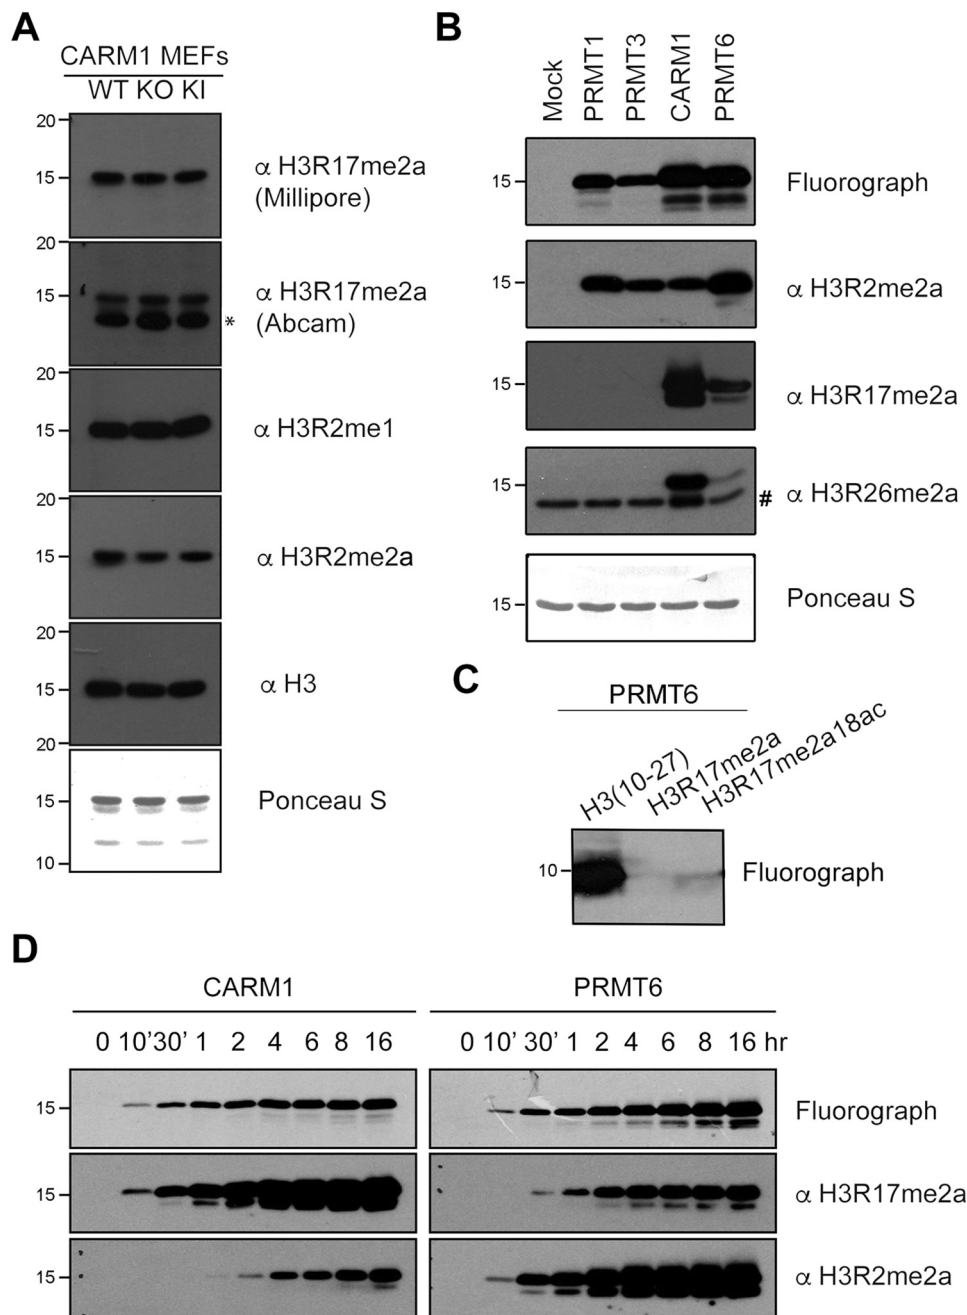 A
CARM1 MEFs
WT KO KI
20
15
α H3R17me2a
(Millipore)
20
15
α H3R17me2a
(Abcam)
*
20
15
α H3R2me1
20
15
α H3R2me2a
20
15
α H3
20
15
10
Ponceau S
B
Mock
PRMT1
PRMT3
CARM1
PRMT6
15
Fluorograph
15
α H3R2me2a
15
α H3R17me2a
15
# α H3R26me2a
15
Ponceau S
C
PRMT6
H3(10-27)
H3R17me2a
H3R17me2a18ac
10
Fluorograph
D
CARM1 PRMT6
0 10’ 30’ 1 2 4 6 8 16 0 10’ 30’ 1 2 4 6 8 16 hr
15 Fluorograph
15 α H3R17me2a
15 α H3R2me2a